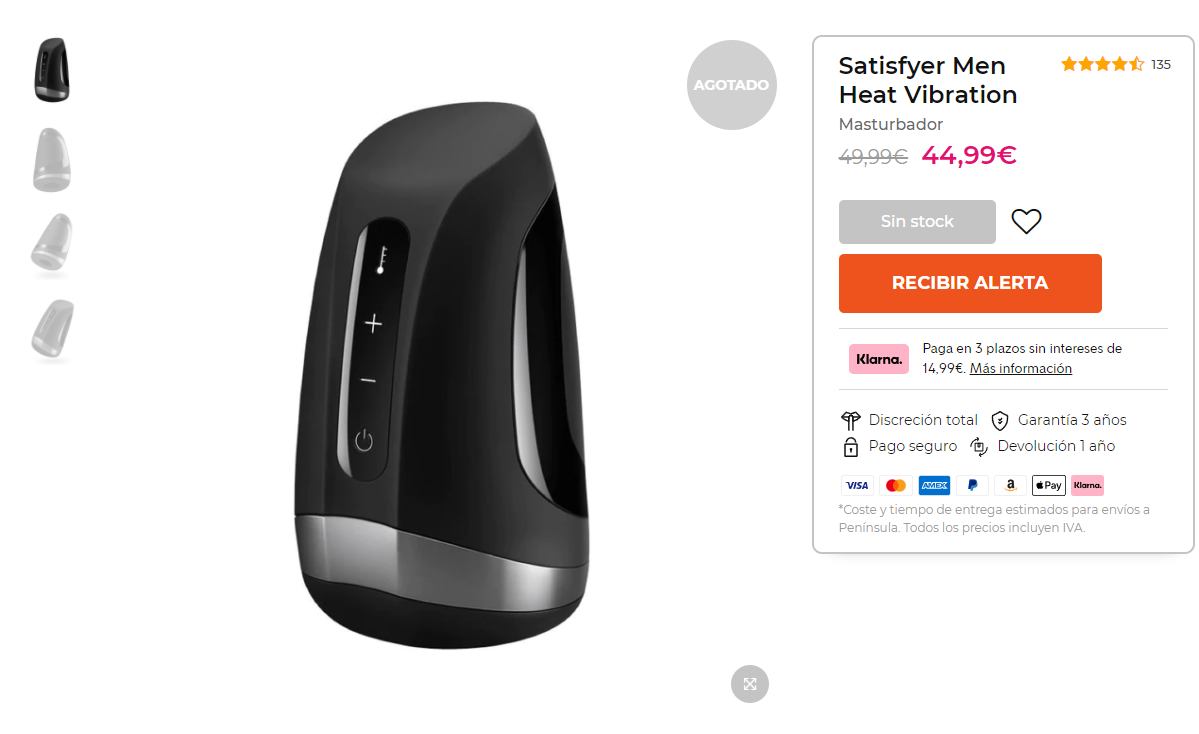 AGOTADO
Satisfyer Men
Heat Vibration
135
Masturbador
49,99€ 44,99€
Sin stock
RECIBIR ALERTA
Klarna.
Paga en 3 plazos sin intereses de
14,99€. Más información
Discreción total Garantía 3 años
Pago seguro Devolución 1 año
VISA AMEX a Pay Klarna.
*Coste y tiempo de entrega estimados para envíos a
Península. Todos los precios incluyen IVA.